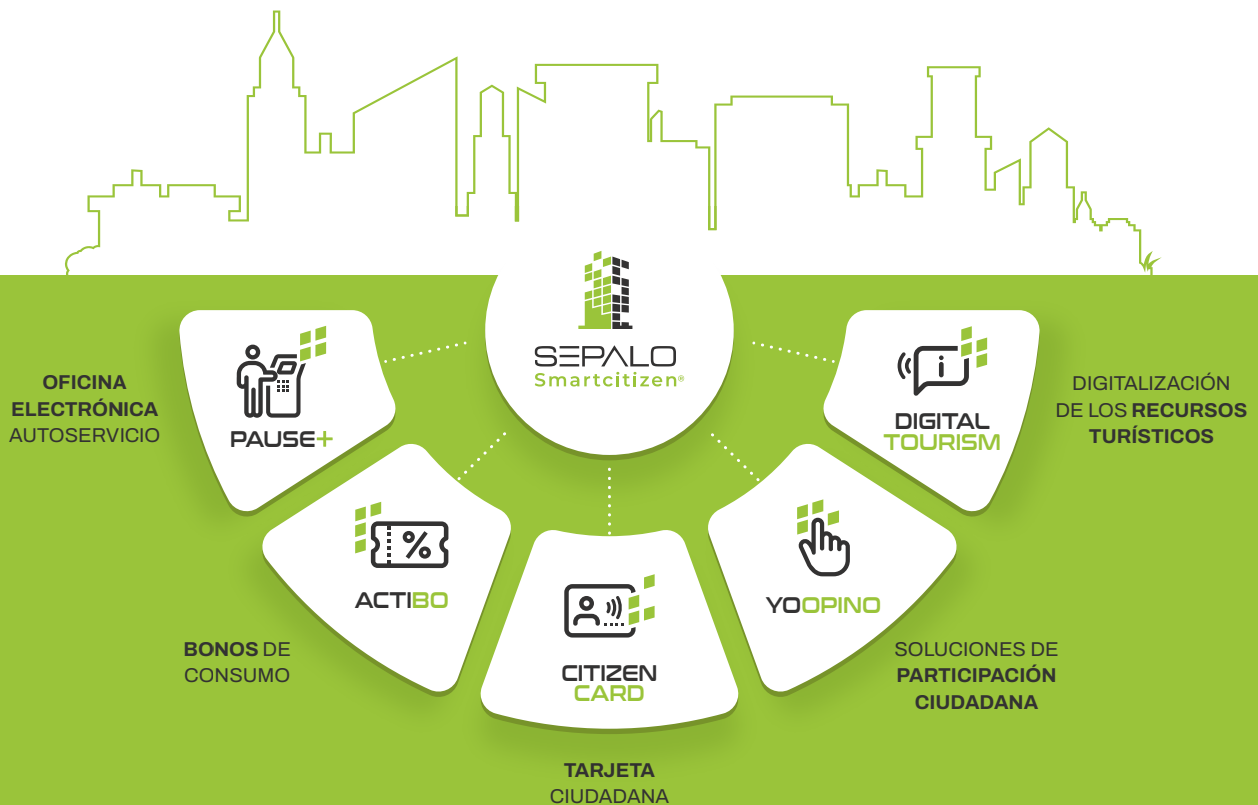 SEPALO
Smartcitizen®
OFICINA
ELECTRÓNICA
AUTOSERVICIO
PAUSE+
BONOS DE
CONSUMO
%
ACTIBO
CITIZEN
CARD
TARJETA
CIUDADANA
YOOPINO
SOLUCIONES DE
PARTICIPACIÓN
CIUDADANA
i
DIGITAL
TOURISM
DIGITALIZACIÓN
DE LOS RECURSOS
TURÍSTICOS